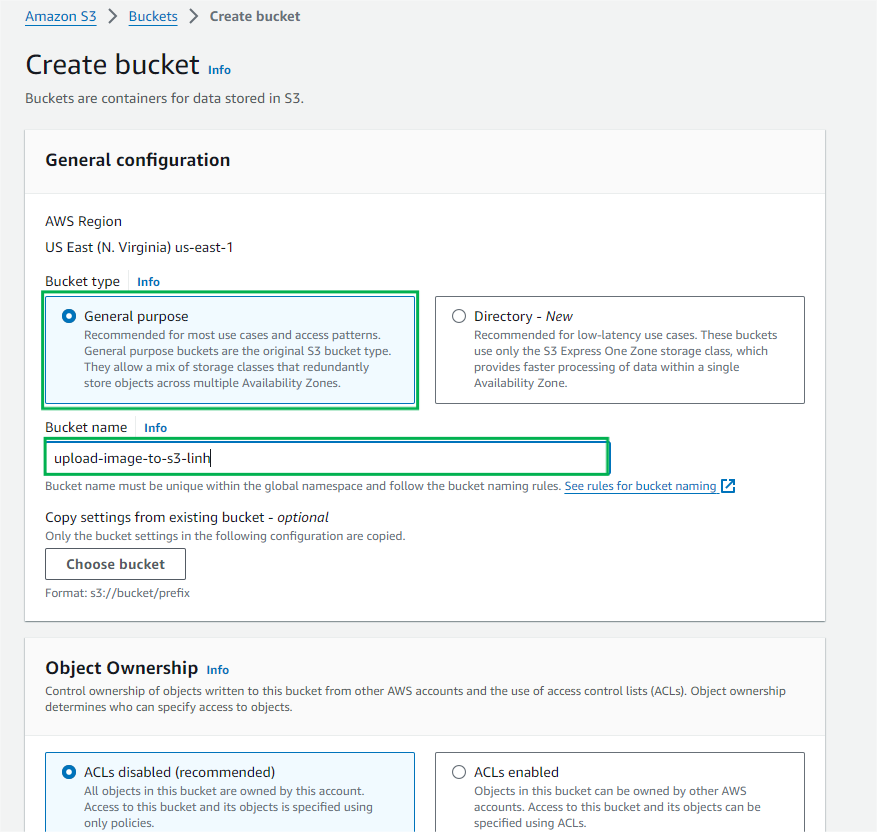 Amazon S3 > Buckets > Create bucket
Create bucket Info
Buckets are containers for data stored in S3.
General configuration
AWS Region
US East (N. Virginia) us-east-1
Bucket type Info
General purpose
Recommended for most use cases and access patterns.
General purpose buckets are the original S3 bucket type.
They allow a mix of storage classes that redundantly
store objects across multiple Availability Zones.
Directory - New
Recommended for low-latency use cases. These buckets
use only the S3 Express One Zone storage class, which
provides faster processing of data within a single
Availability Zone.
Bucket name Info
upload-image-to-s3-linh
Bucket name must be unique within the global namespace and follow the bucket naming rules. See rules for bucket naming
Copy settings from existing bucket - optional
Only the bucket settings in the following configuration are copied.
Choose bucket
Format: s3://bucket/prefix
Object Ownership Info
Control ownership of objects written to this bucket from other AWS accounts and the use of access control lists (ACLs). Object ownership
determines who can specify access to objects.
ACLs disabled (recommended)
All objects in this bucket are owned by this account.
Access to this bucket and its objects is specified using
only policies.
ACLs enabled
Objects in this bucket can be owned by other AWS
accounts. Access to this bucket and its objects can be
specified using ACLs.